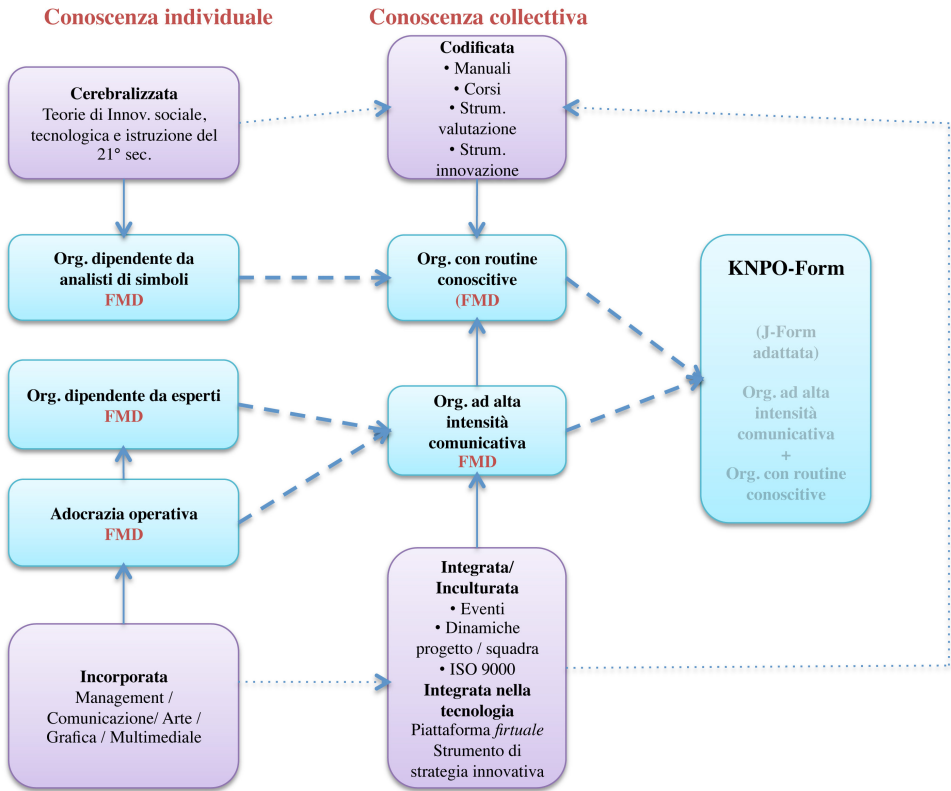 Conoscenza individuale
Conoscenza collecttiva
Cerebralizzata
Teorie di Innov. sociale,
tecnologica e istruzione del
21° sec.
Codificata
• Manuali
• Corsi
• Strum.
valutazione
• Strum.
innovazione
Org. dipendente da
analisti di simboli
FMD
Org. con routine
conoscitive
(FMD
KNPO-Form
(J-Form
adattata)
Org. ad alta
intensità
comunicativa
+
Org. con routine
conoscitive
Org. dipendente da esperti
FMD
Org. ad alta
intensità
comunicativa
FMD
Adocrazia operativa
FMD
Incorporata
Management /
Comunicazione/ Arte /
Grafica / Multimediale
Integrata/
Inculturata
• Eventi
• Dinamiche
progetto / squadra
• ISO 9000
Integrata nella
tecnologia
Piattaforma firtuale
Strumento di
strategia innovativa